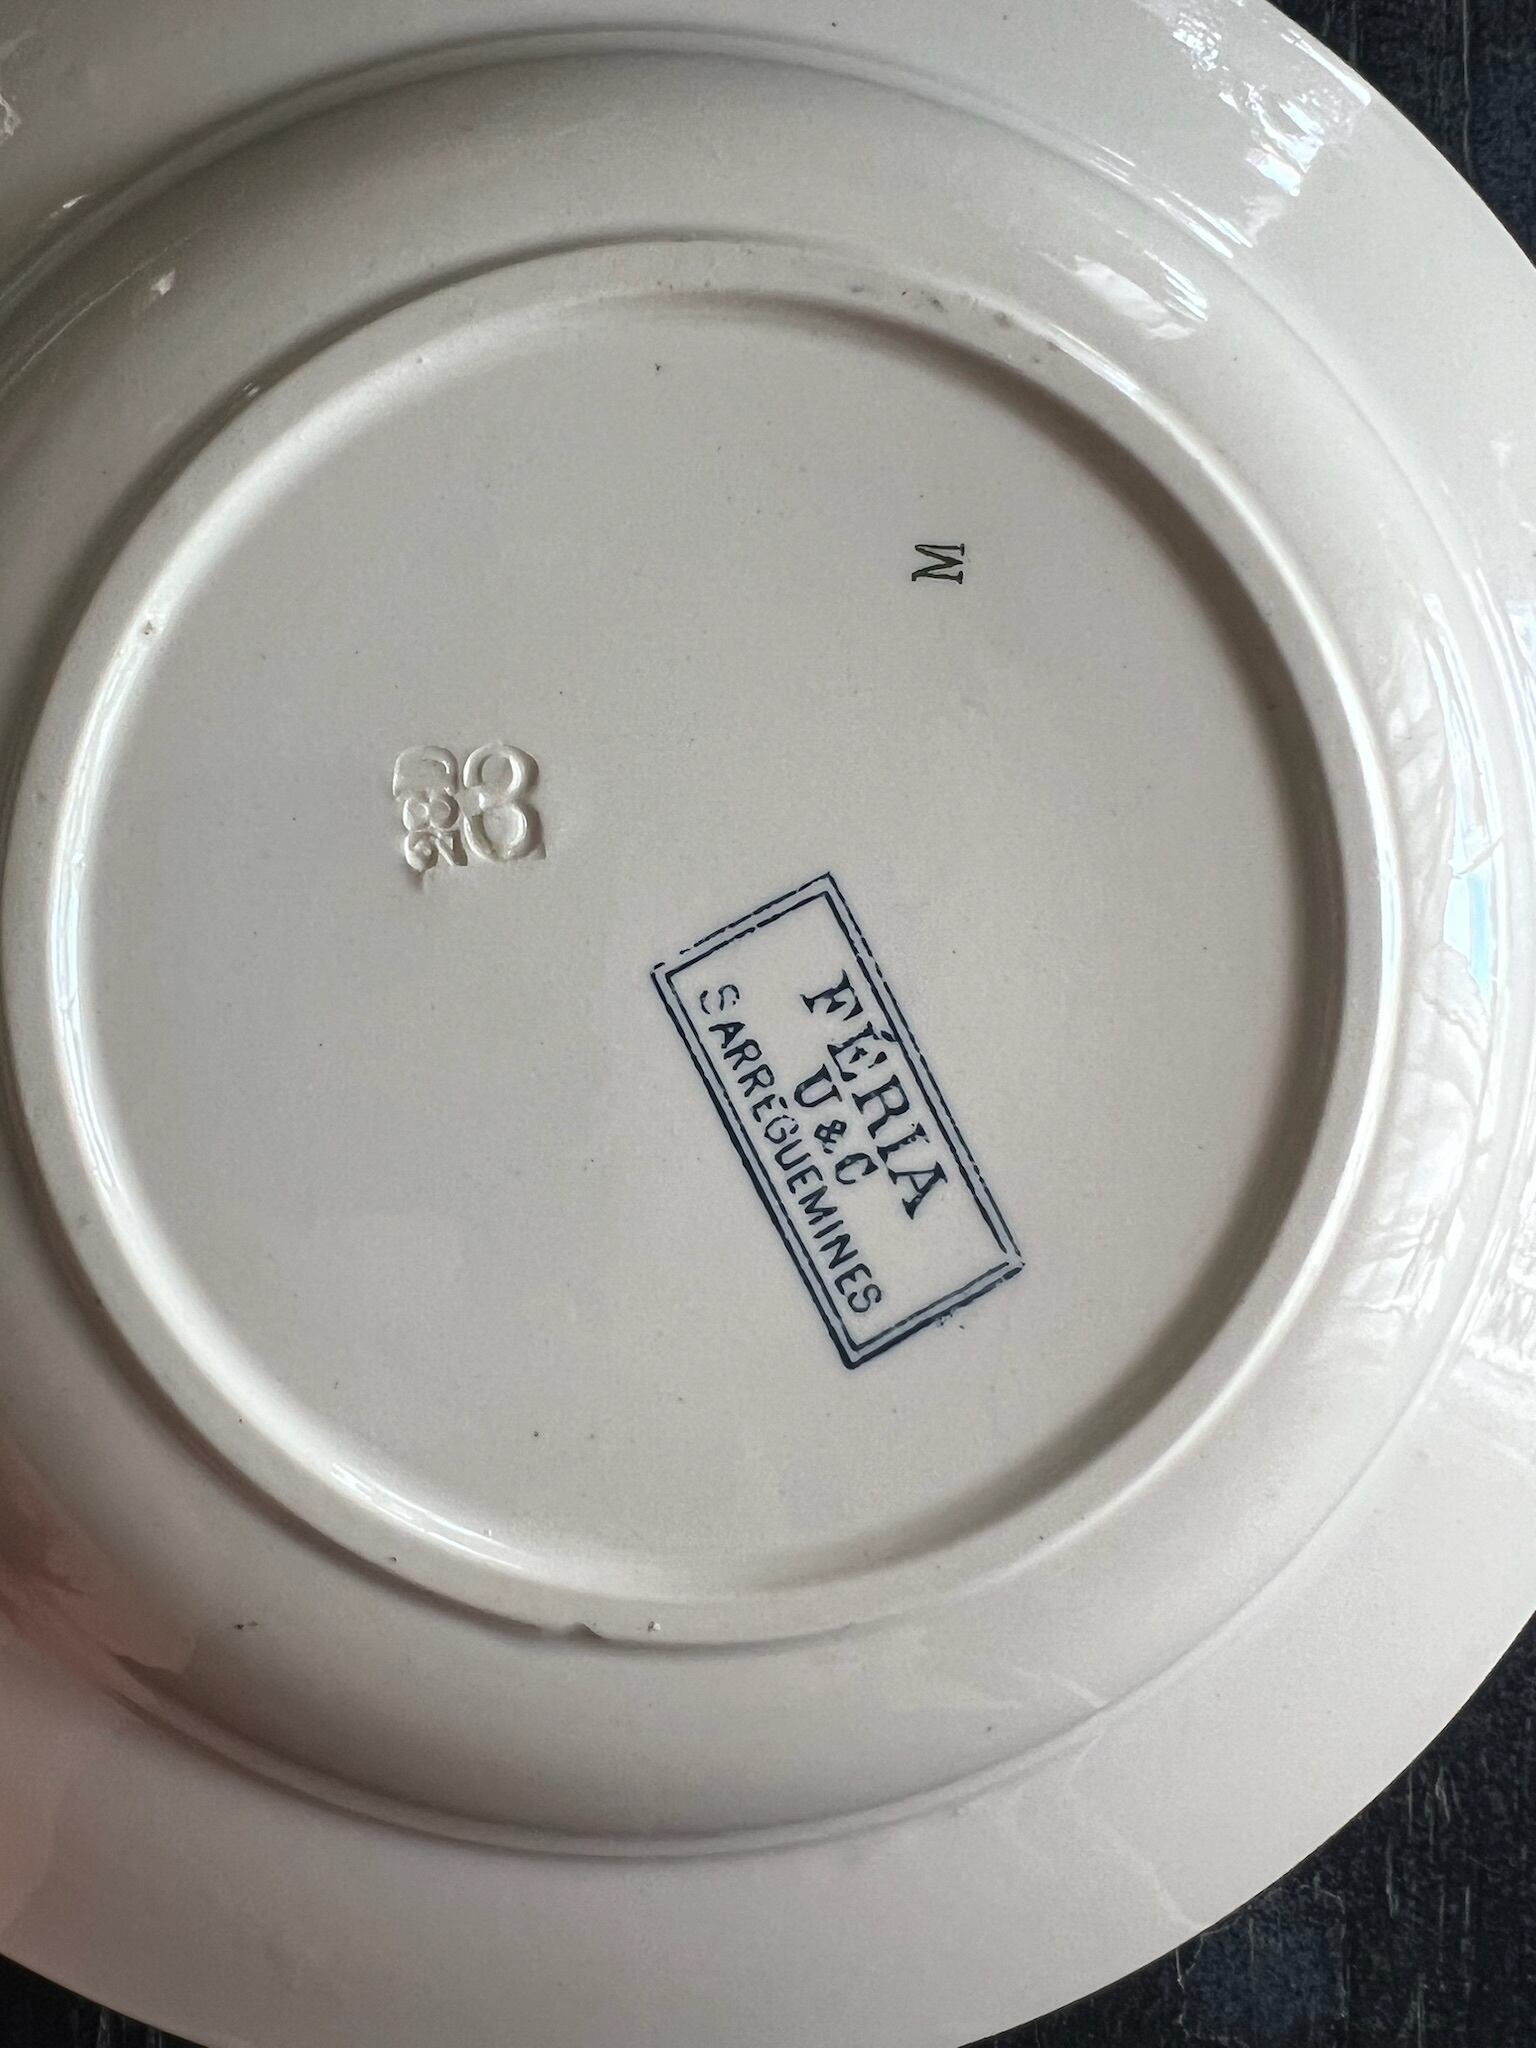 FÉRIA
U & C
SARREGUEMINES
M